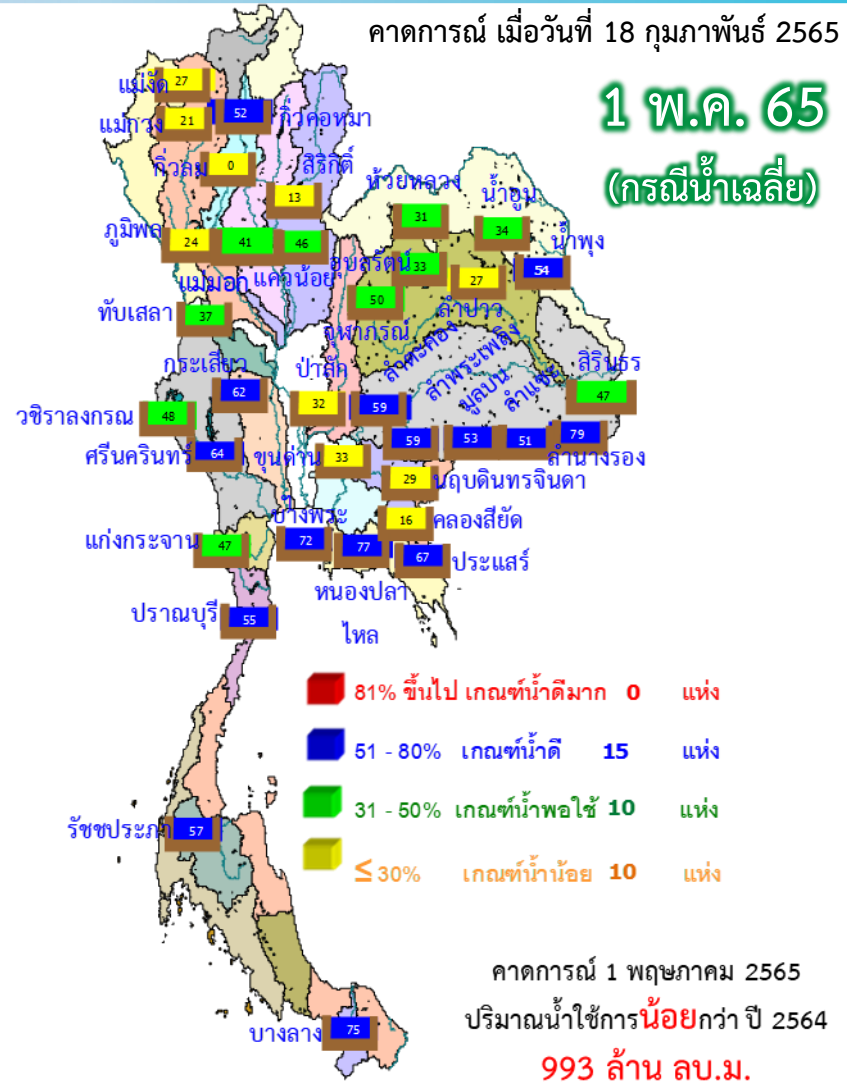 คาดการณ์ เมื่อวันที่ 18 กุมภาพันธ์ 2565
1 พ.ค. 65
(กรณีน้ำเฉลี่ย)
แม่งัด 27
แม่กวง 21
52 กิ่วคอหมา
กิ่วลม 0
สิริกิติ์ 13
ห้วยหลวง 31
น้ำอูน 34
น้ำพุง 54
ภูมิพล 24
41 46
แม่มอก แควน้อย
อุบลรัตน์ 33
27 ลำปาว
50 จุฬาภรณ์
ทับเสลา 37
กระเสียว 62
ป่าสัก 32
ลำตะคอง 59
ลำพระเพลิง 59
มูลบน 53
ลำแชะ 51
สิรินธร 47
79 ลำนางรอง
วชิราลงกรณ 48
ศรีนครินทร์ 64
ขุนด่าน 33
29 นฤบดินทรจินดา
16 คลองสียัด
บางพระ 72
แก่งกระจาน 47
77 หนองปลา
ไหล
67 ประแสร์
ปราณบุรี 55
81% ขึ้นไป เกณฑ์น้ำดีมาก 0 แห่ง
51 - 80% เกณฑ์น้ำดี 15 แห่ง
31 - 50% เกณฑ์น้ำพอใช้ 10 แห่ง
≤ 30% เกณฑ์น้ำน้อย 10 แห่ง
รัชชประภา 57
บางลาง 75
คาดการณ์ 1 พฤษภาคม 2565
ปริมาณน้ำใช้การน้อยกว่า ปี 2564
993 ล้าน ลบ.ม.